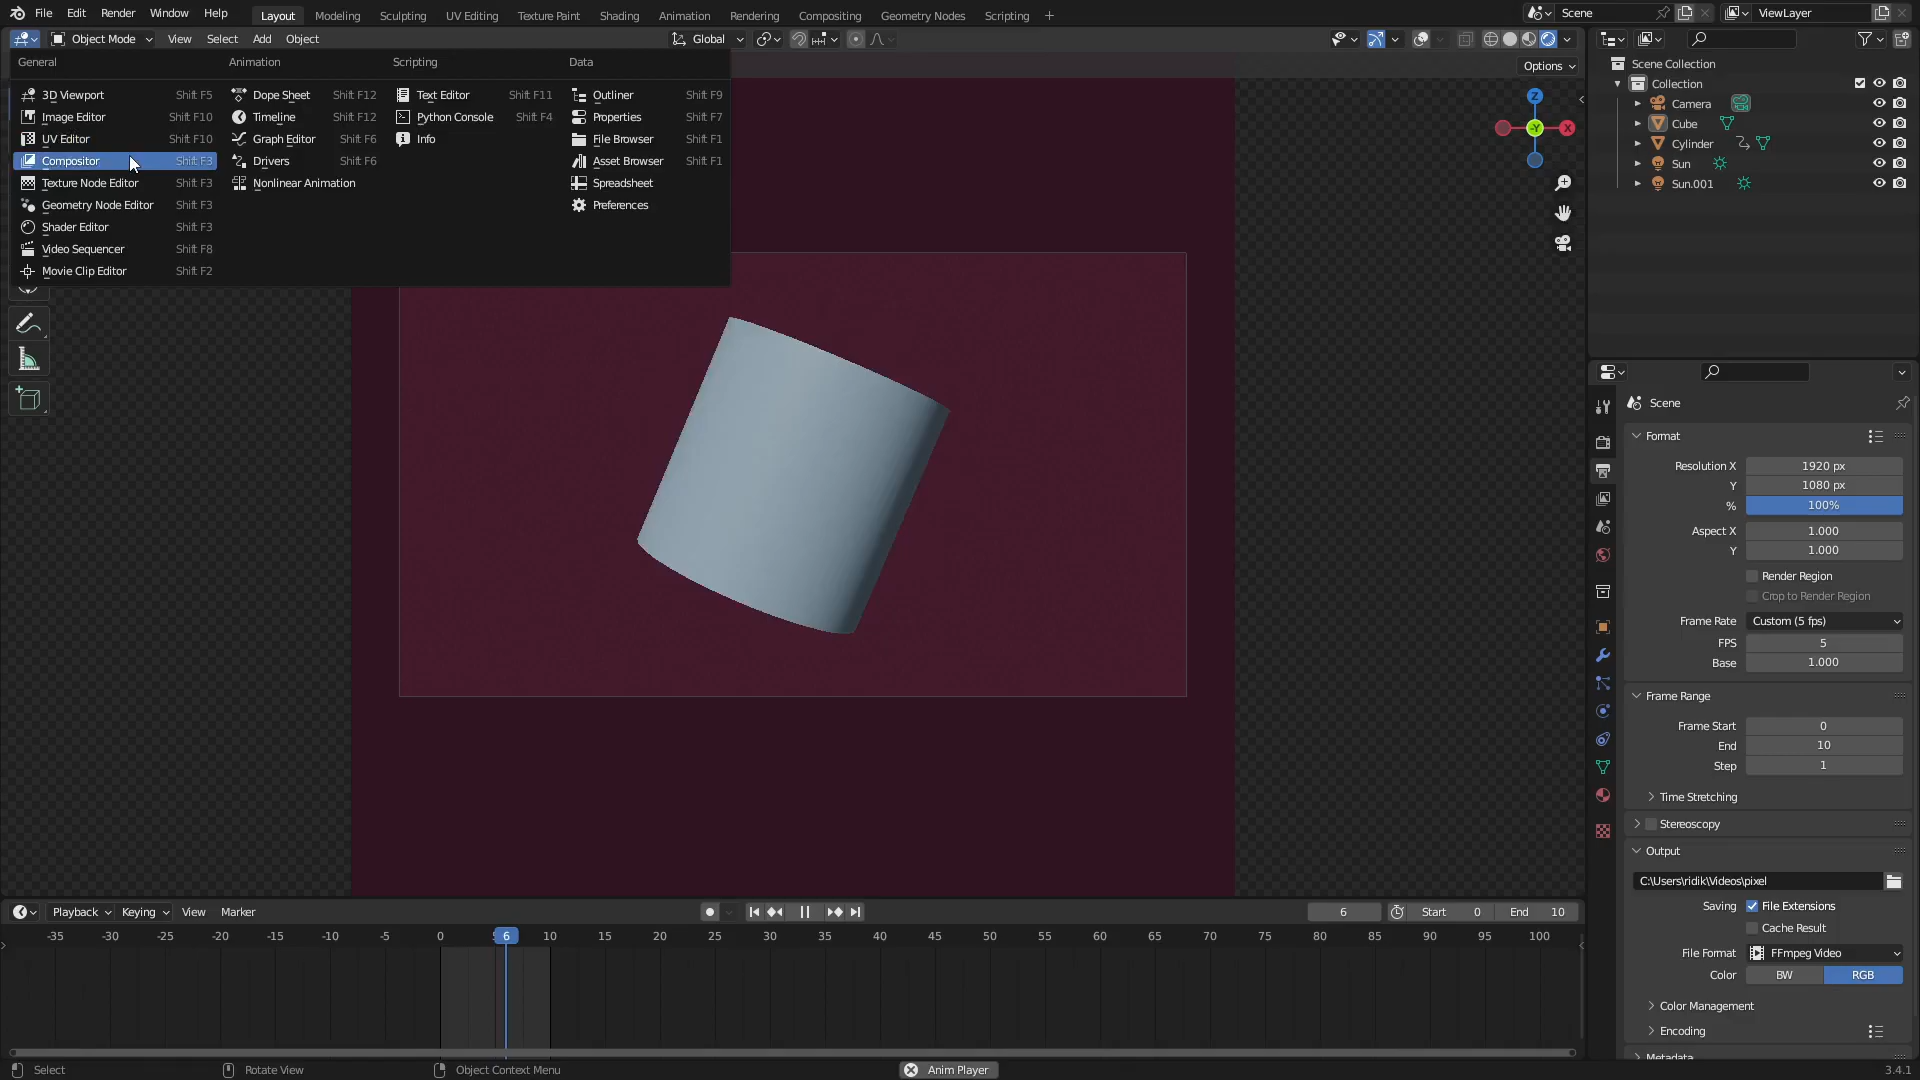 File Edit Render Window Help Layout Modeling Sculpting UV Editing Texture Paint Shading Animation Rendering Compositing Geometry Nodes Scripting + Scene ViewLayer
Object Mode View Select Add Object Global
Options
General
3D Viewport Shift F5
Image Editor Shift F10
UV Editor Shift F10
Compositor Shift F3
Texture Node Editor Shift F3
Geometry Node Editor Shift F3
Shader Editor Shift F3
Video Sequencer Shift F8
Movie Clip Editor Shift F2
Animation
Dope Sheet Shift F12
Timeline Shift F12
Graph Editor Shift F6
Drivers Shift F6
Nonlinear Animation
Scripting
Text Editor Shift F11
Python Console Shift F4
Info
Data
Outliner Shift F9
Properties Shift F7
File Browser Shift F1
Asset Browser Shift F1
Spreadsheet
Preferences
Z
-Y
X
Scene Collection
Collection
Camera
Cube
Cylinder
Sun
Sun.001
Scene
Format
Resolution X 1920 px
Y 1080 px
% 100%
Aspect X 1.000
Y 1.000
Render Region
Crop to Render Region
Frame Rate Custom (5 fps)
FPS 5
Base 1.000
Frame Range
Frame Start 0
End 10
Step 1
Time Stretching
Stereoscopy
Output
C:\Users\ridik\Videos\pixel
Saving File Extensions
Cache Result
File Format FFmpeg Video
Color BW RGB
Color Management
Encoding
Metadata
Playback Keying View Marker 6 Start 0 End 10
-35 -30 -25 -20 -15 -10 -5 0 6 10 15 20 25 30 35 40 45 50 55 60 65 70 75 80 85 90 95 100
Select Rotate View Object Context Menu Anim Player 3.4.1